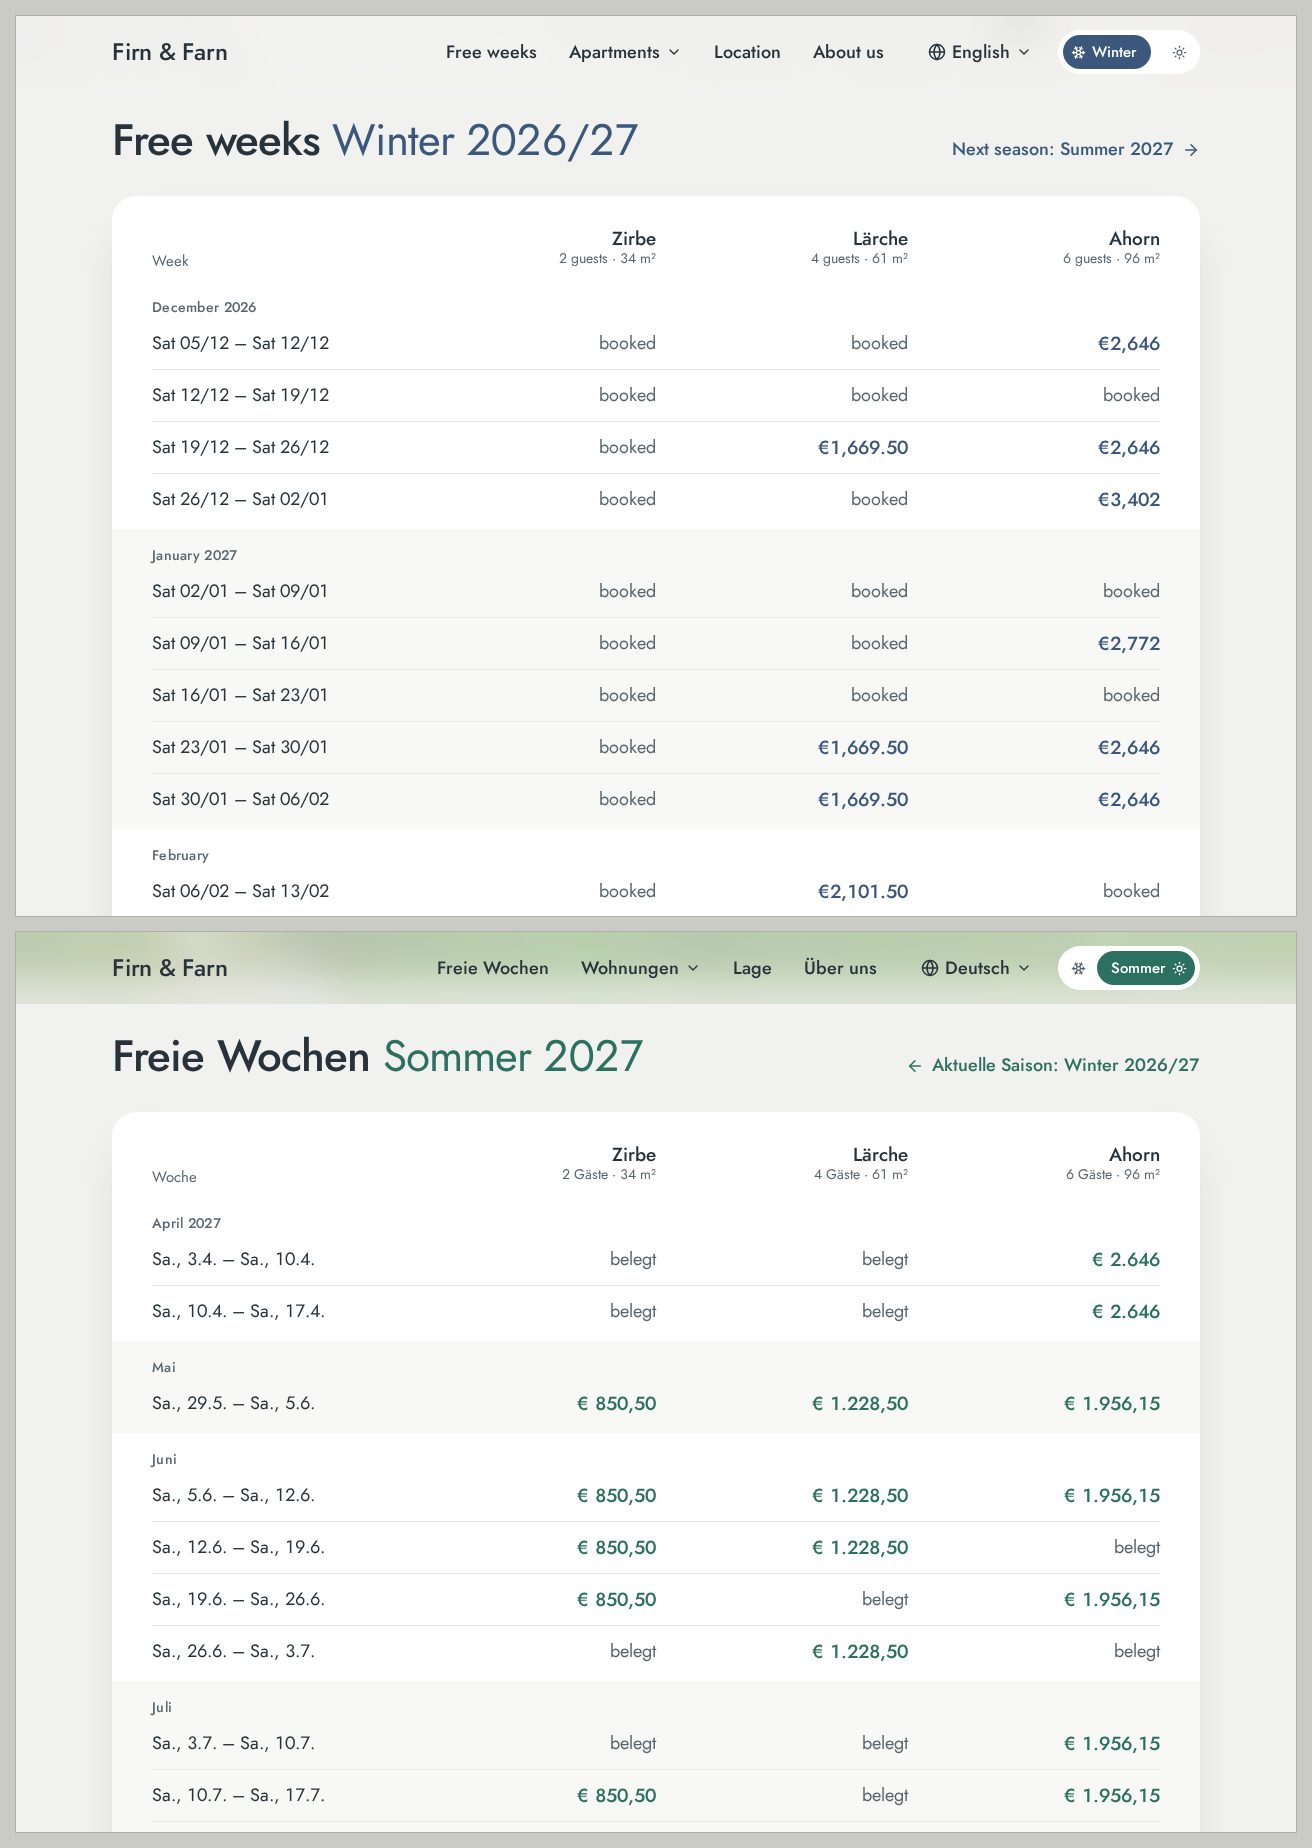 Firn & Farn Free weeks Apartments Location About us English Winter
Free weeks Winter 2026/27
Next season: Summer 2027 →
Zirbe Lärche Ahorn
Week 2 guests · 34 m² 4 guests · 61 m² 6 guests · 96 m²
December 2026
Sat 05/12 – Sat 12/12 booked booked €2,646
Sat 12/12 – Sat 19/12 booked booked booked
Sat 19/12 – Sat 26/12 booked €1,669.50 €2,646
Sat 26/12 – Sat 02/01 booked booked €3,402
January 2027
Sat 02/01 – Sat 09/01 booked booked booked
Sat 09/01 – Sat 16/01 booked booked €2,772
Sat 16/01 – Sat 23/01 booked booked booked
Sat 23/01 – Sat 30/01 booked €1,669.50 €2,646
Sat 30/01 – Sat 06/02 booked €1,669.50 €2,646
February
Sat 06/02 – Sat 13/02 booked €2,101.50 booked
Firn & Farn Freie Wochen Wohnungen Lage Über uns Deutsch Sommer
Freie Wochen Sommer 2027
← Aktuelle Saison: Winter 2026/27
Zirbe Lärche Ahorn
Woche 2 Gäste · 34 m² 4 Gäste · 61 m² 6 Gäste · 96 m²
April 2027
Sa., 3.4. – Sa., 10.4. belegt belegt € 2.646
Sa., 10.4. – Sa., 17.4. belegt belegt € 2.646
Mai
Sa., 29.5. – Sa., 5.6. € 850,50 € 1.228,50 € 1.956,15
Juni
Sa., 5.6. – Sa., 12.6. € 850,50 € 1.228,50 € 1.956,15
Sa., 12.6. – Sa., 19.6. € 850,50 € 1.228,50 belegt
Sa., 19.6. – Sa., 26.6. € 850,50 belegt € 1.956,15
Sa., 26.6. – Sa., 3.7. belegt € 1.228,50 belegt
Juli
Sa., 3.7. – Sa., 10.7. belegt belegt € 1.956,15
Sa., 10.7. – Sa., 17.7. € 850,50 belegt € 1.956,15